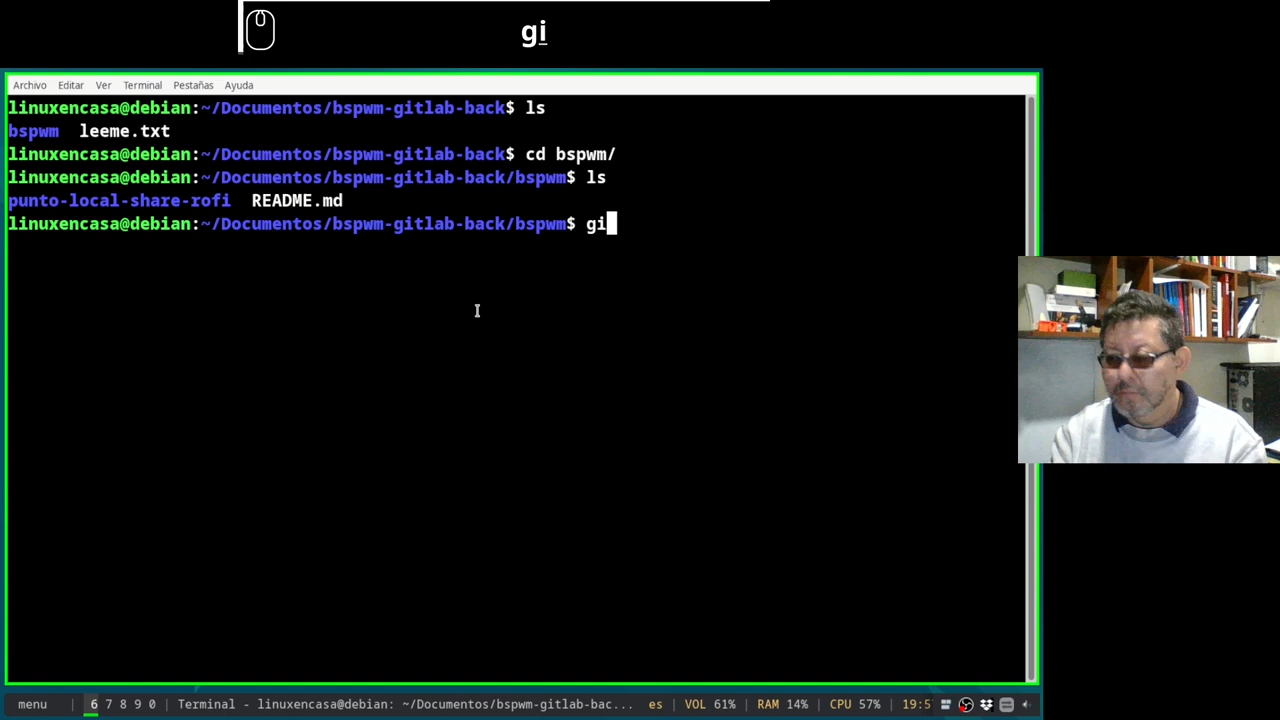 gi
Archivo Editar Ver Terminal Pestañas Ayuda
linuxencasa@debian:~/Documentos/bspwm-gitlab-back$ ls
bspwm leeme.txt
linuxencasa@debian:~/Documentos/bspwm-gitlab-back$ cd bspwm/
linuxencasa@debian:~/Documentos/bspwm-gitlab-back/bspwm$ ls
punto-local-share-rofi README.md
linuxencasa@debian:~/Documentos/bspwm-gitlab-back/bspwm$ gi
menu | 6 7 8 9 0 | Terminal - linuxencasa@debian: ~/Documentos/bspwm-gitlab-bac... es | VOL 61% | RAM 14% | CPU 57% | 19:5